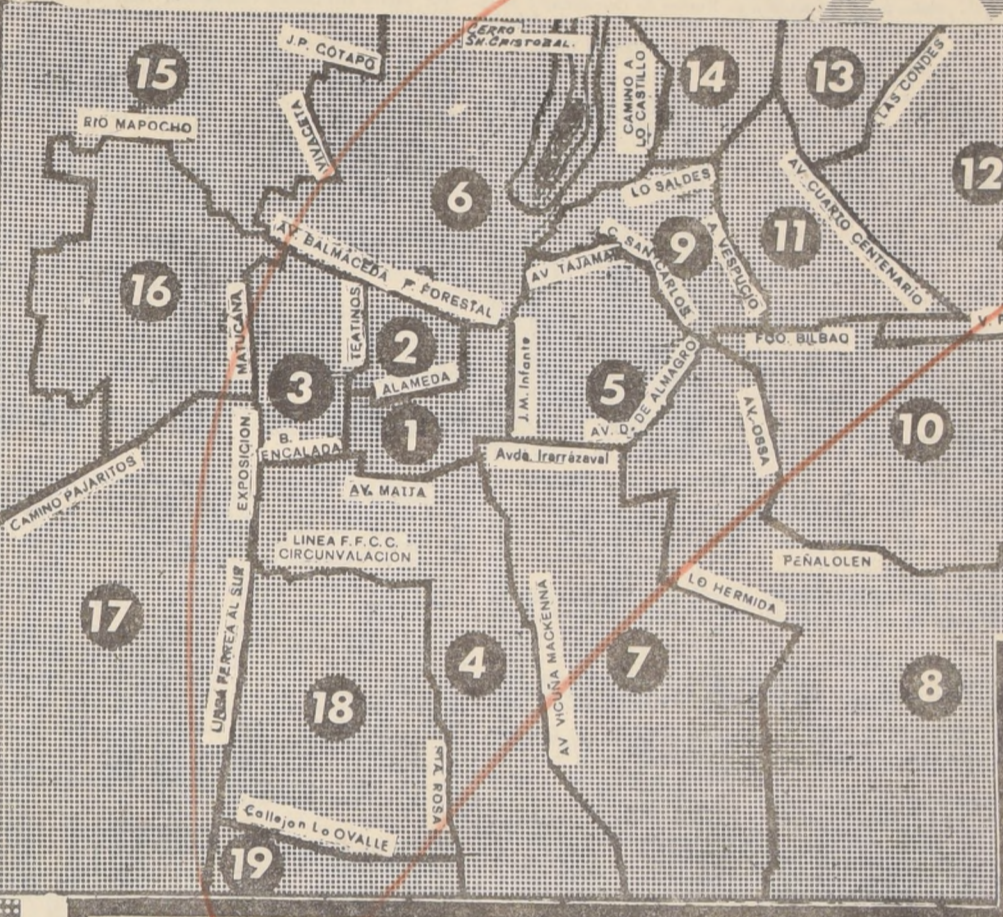 CERRO
SN. CRISTOBAL.
J.P. COTAPO
15
14
13
LAS CONDES
CAMINO A
LO CASTILLO
RIO MAPOCHO
VIVACETA
12
LO SALDES
6
AV. CUARTO CENTENARIO
A. VESPUCIO
9
11
C. SAN CARLOS
AV. BALMACEDA P. FORESTAL
AV TAJAMAR
16
MATUCANA
TEATINOS
2
V.
FCO. BILBAO
3
ALAMEDA
J.M. Infante
5
AV. D. DE ALMAGRO
AV. OSSA
10
1
B.
ENCALADA
EXPOSICION
Avda. Irarrázaval
CAMINO PAJARITOS
AV. MATTA
LINEA F.F.C.C.
CIRCUNVALACIÓN
PEÑALOLEN
LO HERMIDA
17
LINEA FERREA AL SUR
AV VICUÑA MACKENNA
4
7
8
18
STA. ROSA
Callejon Lo OVALLE
19